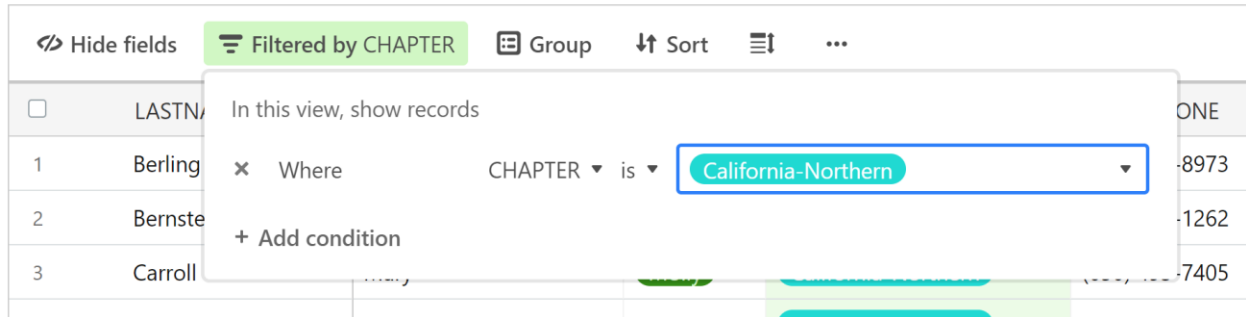 Hide fields Filtered by CHAPTER Group Sort
LASTNA ONE
In this view, show records
1 Berling -8973
Where CHAPTER is California-Northern
2 Bernste -1262
+ Add condition
3 Carroll -7405